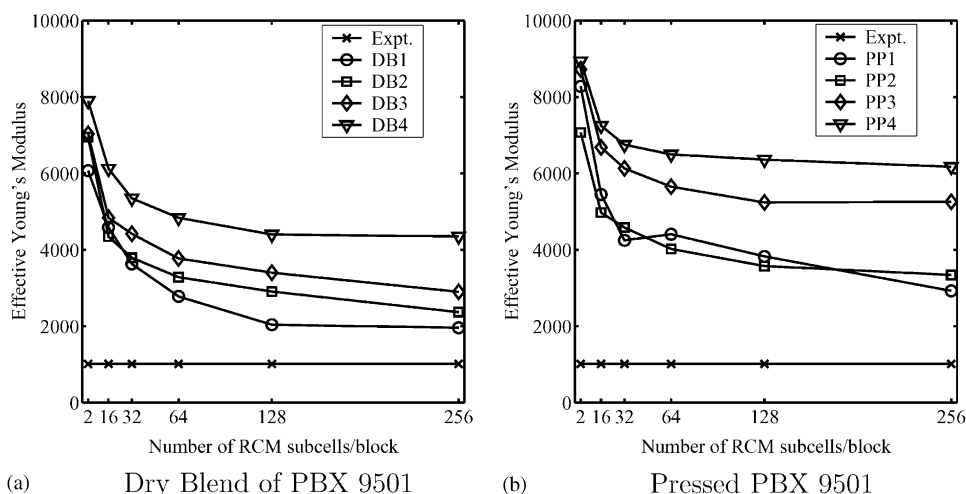 10000
8000
6000
4000
2000
0
Effective Young's Modulus
Expt.
DB1
DB2
DB3
DB4
2 16 32 64 128 256
Number of RCM subcells/block
(a) Dry Blend of PBX 9501
10000
8000
6000
4000
2000
0
Effective Young's Modulus
Expt.
PP1
PP2
PP3
PP4
2 16 32 64 128 256
Number of RCM subcells/block
(b) Pressed PBX 9501